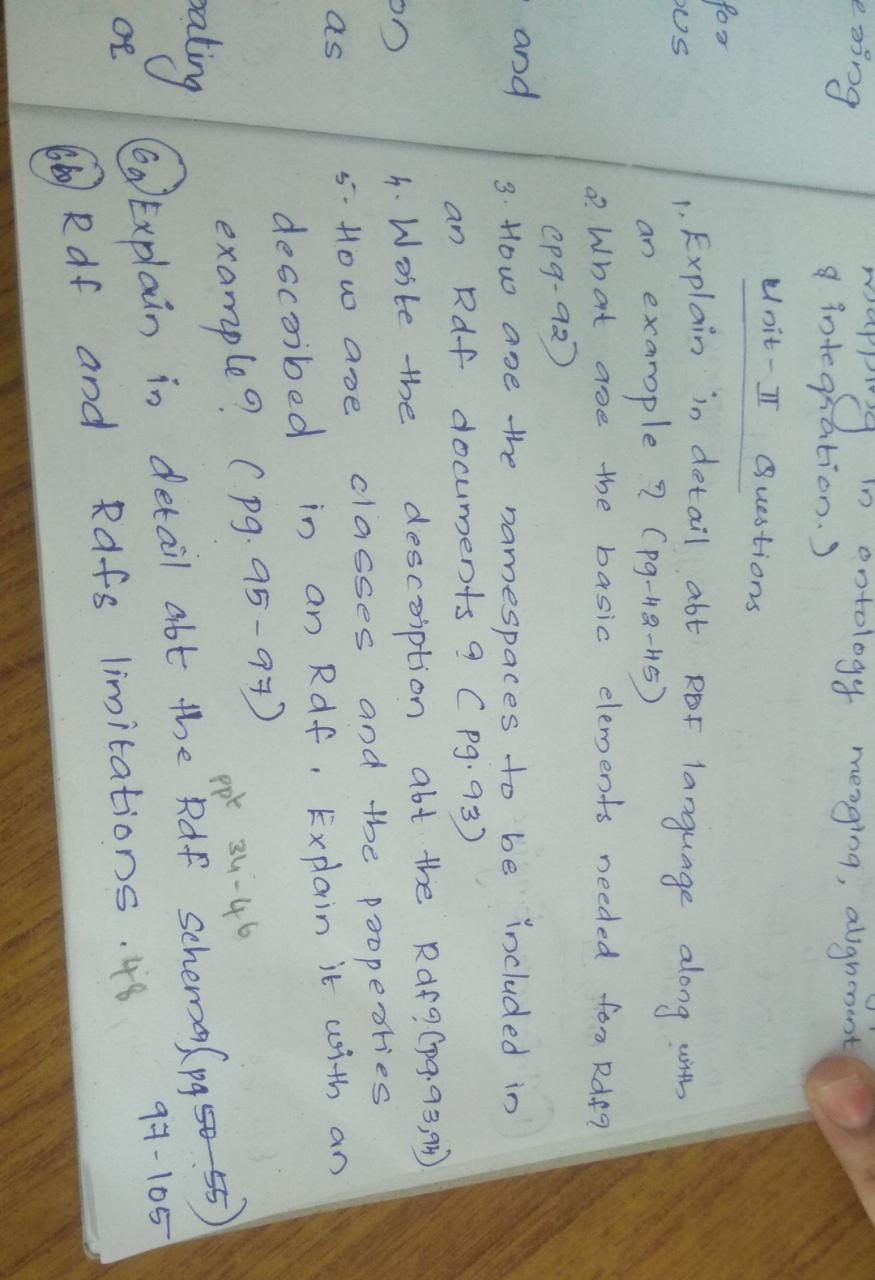 ering
for
ous
and
on
as
or
mapping in ontology merging, alignment
& integration.)
Unit - II Questions
1. Explain in detail abt RDF language along with
an example ? (pg-42-45)
2. What are the basic elements needed for Rdf?
(pg-92)
3. How are the namespaces to be included in
an Rdf documents ? (pg.93)
4. Write the description abt the Rdf? (pg.93,94)
5. How are classes and the properties
described in an Rdf. Explain it with an
example? (pg. 95-97)
ppt 34-46
6a) Explain in detail abt the Rdf schema (pg 50-55)
97-105
6b) Rdf and Rdfs limitations. 48